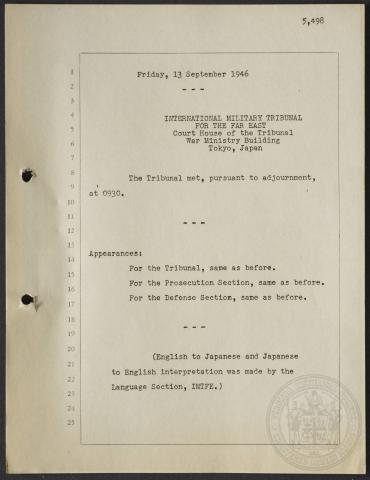 5,498
1
Friday, 13 September 1946
2
- - -
3
4
5
INTERNATIONAL MILITARY TRIBUNAL
FOR THE FAR EAST
Court House of the Tribunal
War Ministry Building
Tokyo, Japan
6
7
8
The Tribunal met, pursuant to adjournment,
9
at 0930.
10
11
- - -
12
13
Appearances:
14
For the Tribunal, same as before.
15
For the Prosecution Section, same as before.
16
For the Defense Section, same as before.
17
18
- - -
19
20
(English to Japanese and Japanese
21
to English interpretation was made by the
22
Language Section, IMTFE.)
23
24
25